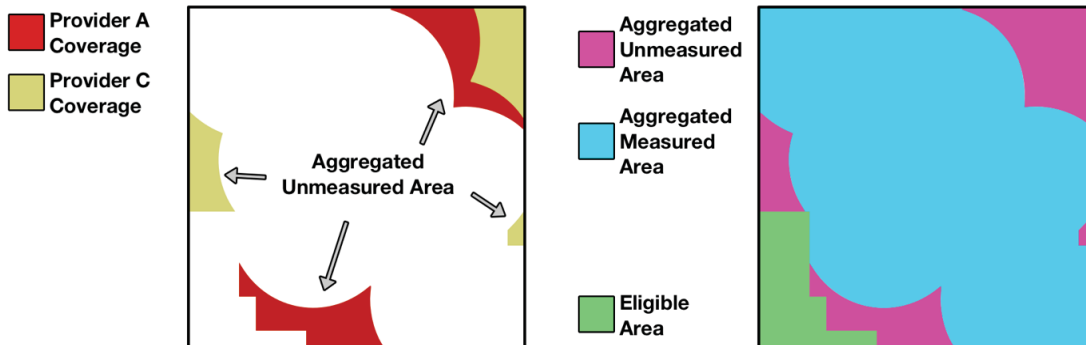 Provider A
Coverage
Provider C
Coverage
Aggregated
Unmeasured Area
Aggregated
Unmeasured
Area
Aggregated
Measured
Area
Eligible
Area